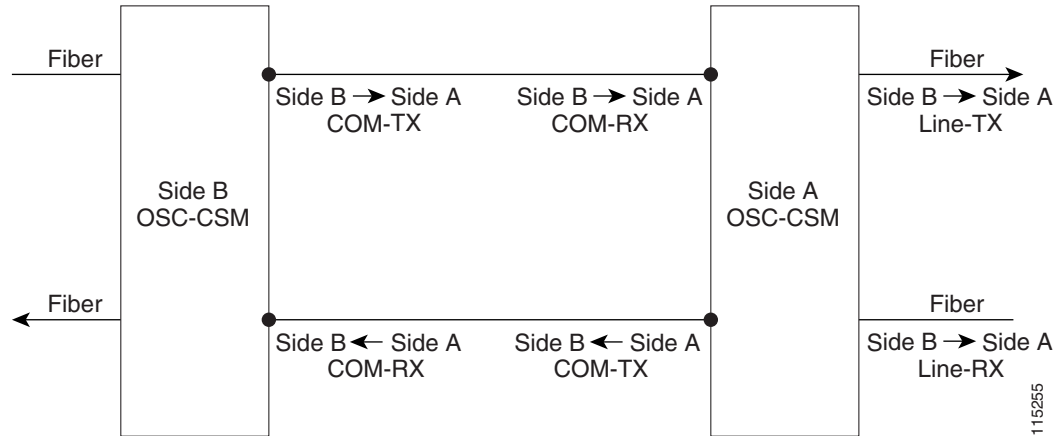 Fiber
Fiber
Side B → Side A
COM-TX
Side B → Side A
COM-RX
Side B → Side A
Line-TX
Side B
OSC-CSM
Side A
OSC-CSM
Fiber
Fiber
Side B ← Side A
COM-RX
Side B ← Side A
COM-TX
Side B → Side A
Line-RX
115255